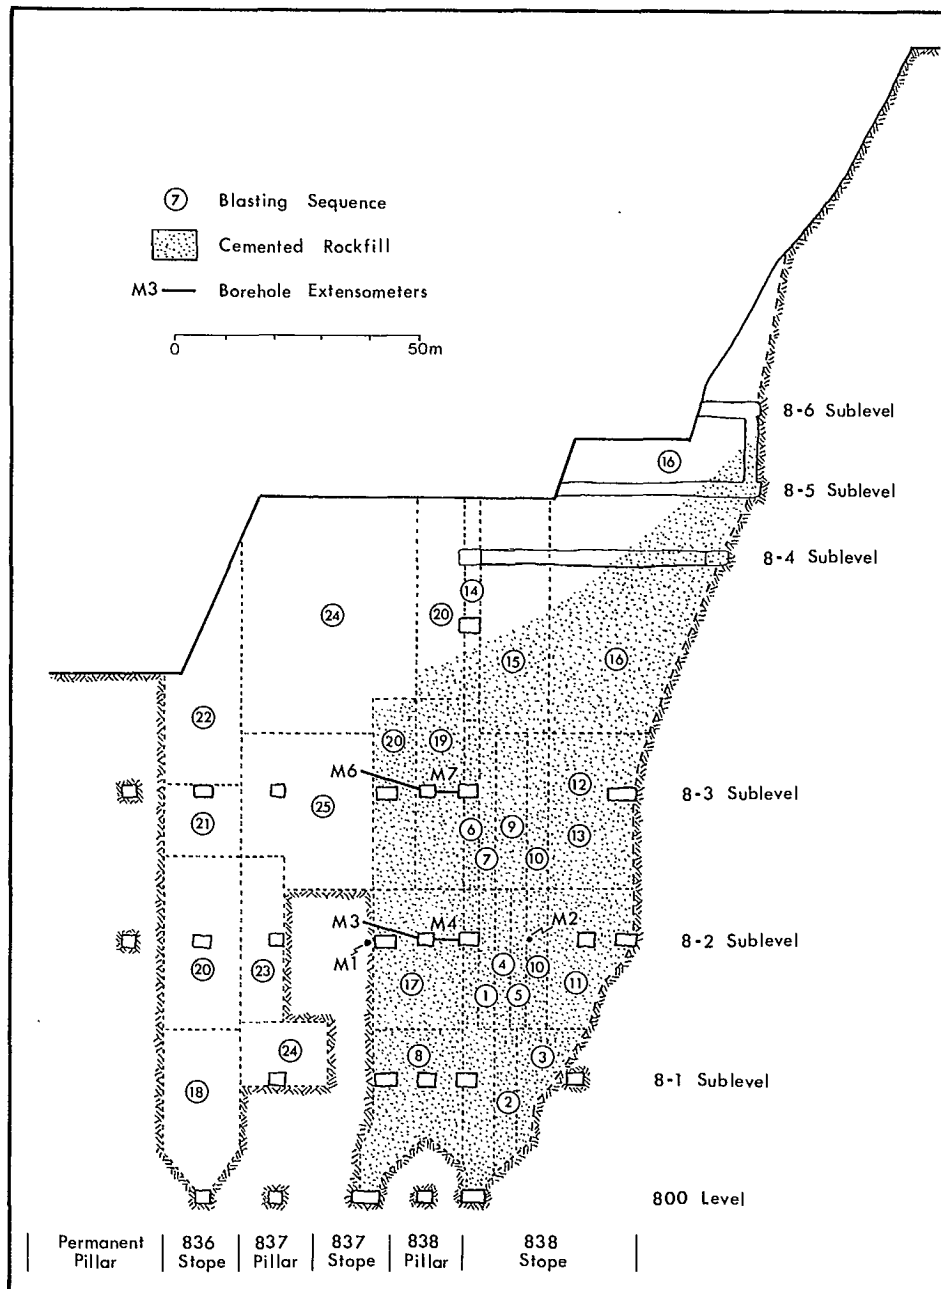 7 Blasting Sequence
Cemented Rockfill
M3 Borehole Extensometers
0 50m
8-6 Sublevel
16
8-5 Sublevel
8-4 Sublevel
14
24 20
15 16
22
20 19
M6 M7
12
8-3 Sublevel
25
21 6 9 13
7 10
M3 M4 M2
8-2 Sublevel
M1
20 23 17 4 10 11
1 5
24 8 3
8-1 Sublevel
18 2
800 Level
Permanent Pillar
836 Stope
837 Pillar
837 Stope
838 Pillar
838 Stope